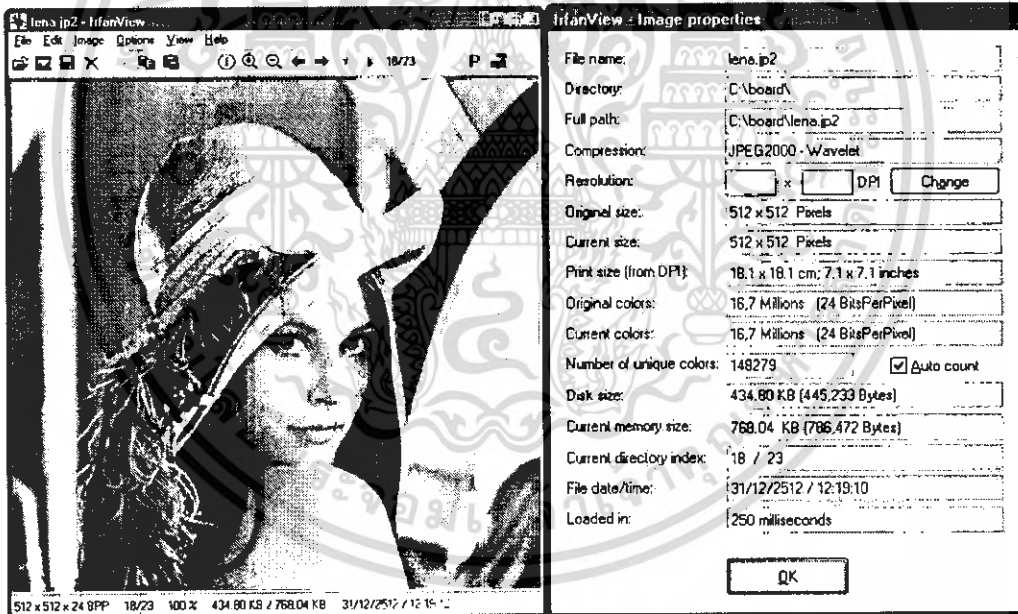 lena.jp2 - IrfanView
File Edit Image Options View Help
18/23
512 x 512 x 24 BPP 18/23 100 % 434.80 KB / 768.04 KB 31/12/2512 / 12:19:10
IrfanView - Image properties
File name: lena.jp2
Directory: C:\board\
Full path: C:\board\lena.jp2
Compression: JPEG2000 - Wavelet
Resolution: x DPI Change
Original size: 512 x 512 Pixels
Current size: 512 x 512 Pixels
Print size (from DPI): 18.1 x 18.1 cm; 7.1 x 7.1 inches
Original colors: 16,7 Millions (24 BitsPerPixel)
Current colors: 16,7 Millions (24 BitsPerPixel)
Number of unique colors: 148279 Auto count
Disk size: 434.80 KB (445,233 Bytes)
Current memory size: 768.04 KB (786,472 Bytes)
Current directory index: 18 / 23
File date/time: 31/12/2512 / 12:19:10
Loaded in: 250 milliseconds
OK